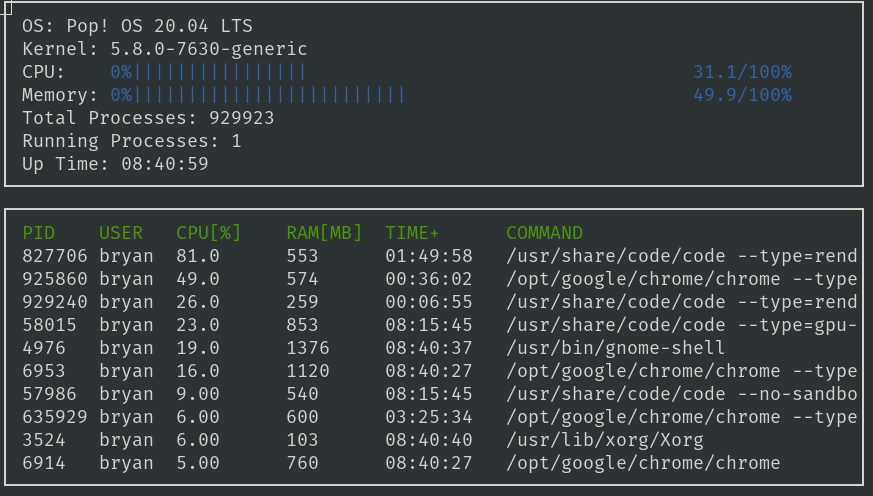 OS: Pop! OS 20.04 LTS
Kernel: 5.8.0-7630-generic
CPU: 0%|||||||||||||||| 31.1/100%
Memory: 0%||||||||||||||||||||||||| 49.9/100%
Total Processes: 929923
Running Processes: 1
Up Time: 08:40:59
PID USER CPU[%] RAM[MB] TIME+ COMMAND
827706 bryan 81.0 553 01:49:58 /usr/share/code/code --type=rend
925860 bryan 49.0 574 00:36:02 /opt/google/chrome/chrome --type
929240 bryan 26.0 259 00:06:55 /usr/share/code/code --type=rend
58015 bryan 23.0 853 08:15:45 /usr/share/code/code --type=gpu-
4976 bryan 19.0 1376 08:40:37 /usr/bin/gnome-shell
6953 bryan 16.0 1120 08:40:27 /opt/google/chrome/chrome --type
57986 bryan 9.00 540 08:15:45 /usr/share/code/code --no-sandbo
635929 bryan 6.00 600 03:25:34 /opt/google/chrome/chrome --type
3524 bryan 6.00 103 08:40:40 /usr/lib/xorg/Xorg
6914 bryan 5.00 760 08:40:27 /opt/google/chrome/chrome